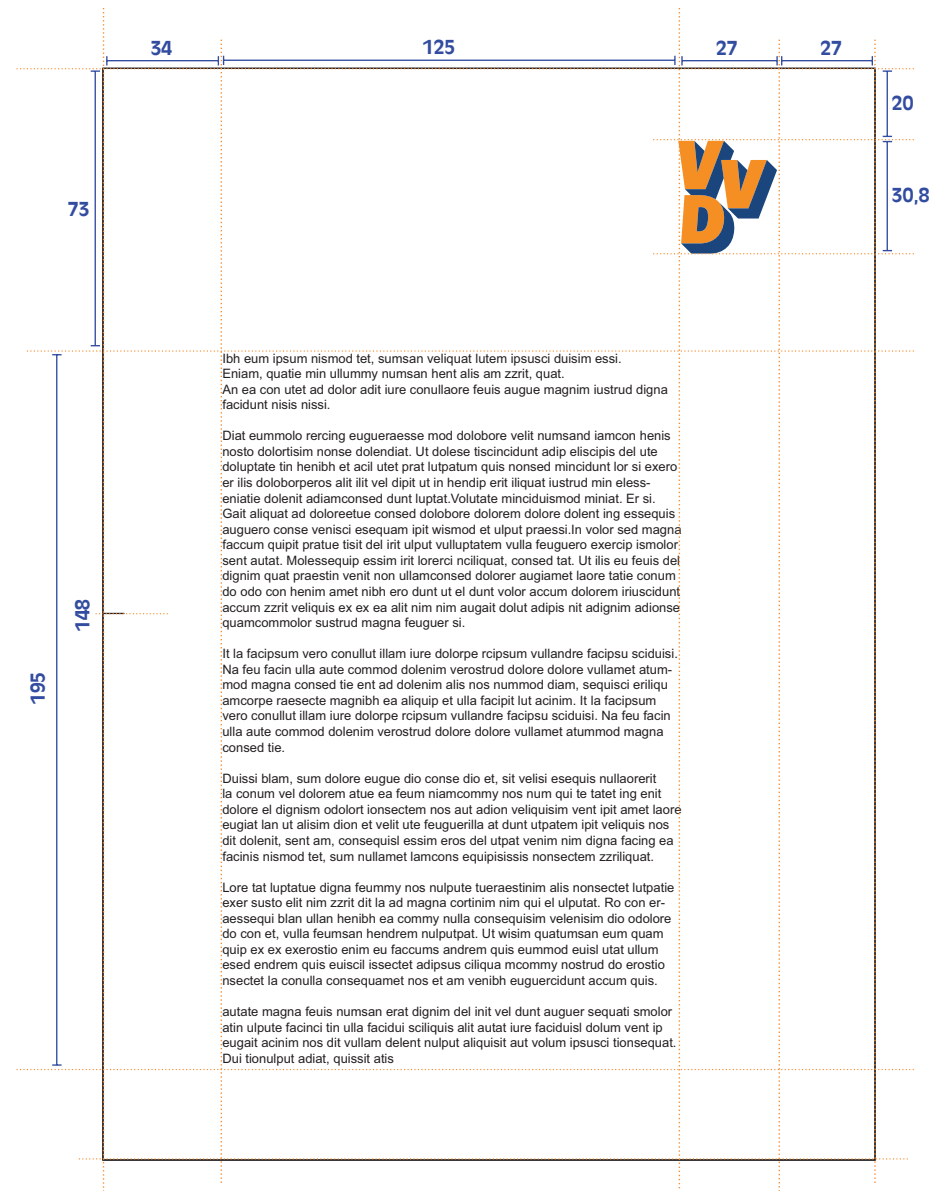 34
125
27
27
20
30,8
73
148
195
VVD
Ibh eum ipsum nismod tet, sumsan veliquat lutem ipsusci duisim essi.
Eniam, quatie min ullummy numsan hent alis am zzrit, quat.
An ea con utet ad dolor adit iure conullaore feuis augue magnim iustrud digna
facidunt nisis nissi.
Diat eummolo rercing eugueraesse mod dolobore velit numsand iamcon henis
nosto dolortisim nonse dolendiat. Ut dolese tiscincidunt adip eliscipis del ute
doluptate tin henibh et acil utet prat lutpatum quis nonsed mincidunt lor si exero
er ilis doloborperos alit ilit vel dipit ut in hendip erit iliquat iustrud min eless-
eniatie dolenit adiamconsed dunt luptat.Volutate minciduismod miniat. Er si.
Gait aliquat ad doloreetue consed dolobore dolorem dolore dolent ing essequis
auguero conse venisci esequam ipit wismod et ulput praessi.In volor sed magna
faccum quipit pratue tisit del irit ulput vulluptatem vulla feuguero exercip ismolor
sent autat. Molessequip essim irit lorerci nciliquat, consed tat. Ut ilis eu feuis del
dignim quat praestin venit non ullamconsed dolorer augiamet laore tatie conum
do odo con henim amet nibh ero dunt ut el dunt volor accum dolorem iriuscidunt
accum zzrit veliquis ex ex ea alit nim nim augait dolut adipis nit adignim adionse
quamcommolor sustrud magna feuguer si.
It la facipsum vero conullut illam iure dolorpe rcipsum vullandre facipsu sciduisi.
Na feu facin ulla aute commod dolenim verostrud dolore dolore vullamet atum-
mod magna consed tie ent ad dolenim alis nos nummod diam, sequisci eriliqu
amcorpe raesecte magnibh ea aliquip et ulla facipit lut acinim. It la facipsum
vero conullut illam iure dolorpe rcipsum vullandre facipsu sciduisi. Na feu facin
ulla aute commod dolenim verostrud dolore dolore vullamet atummod magna
consed tie.
Duissi blam, sum dolore eugue dio conse dio et, sit velisi esequis nullaorerit
la conum vel dolorem atue ea feum niamcommy nos num qui te tatet ing enit
dolore el dignism odolort ionsectem nos aut adion veliquisim vent ipit amet laore
eugiat lan ut alisim dion et velit ute feuguerilla at dunt utpatem ipit veliquis nos
dit dolenit, sent am, consequisl essim eros del utpat venim nim digna facing ea
facinis nismod tet, sum nullamet lamcons equipisissis nonsectem zzriliquat.
Lore tat luptatue digna feummy nos nulpute tueraestinim alis nonsectet lutpatie
exer susto elit nim zzrit dit la ad magna cortinim nim qui el ulputat. Ro con er-
aessequi blan ullan henibh ea commy nulla consequisim velenisim dio odolore
do con et, vulla feumsan hendrem nulputpat. Ut wisim quatumsan eum quam
quip ex ex exerostio enim eu faccums andrem quis eummod euisl utat ullum
esed endrem quis euiscil issectet adipsus ciliqua mcommy nostrud do erostio
nsectet la conulla consequamet nos et am venibh euguercidunt accum quis.
autate magna feuis numsan erat dignim del init vel dunt auguer sequati smolor
atin ulpute facinci tin ulla facidui sciliquis alit autat iure faciduisl dolum vent ip
eugait acinim nos dit vullam delent nulput aliquisit aut volum ipsusci tionsequat.
Dui tionulput adiat, quissit atis